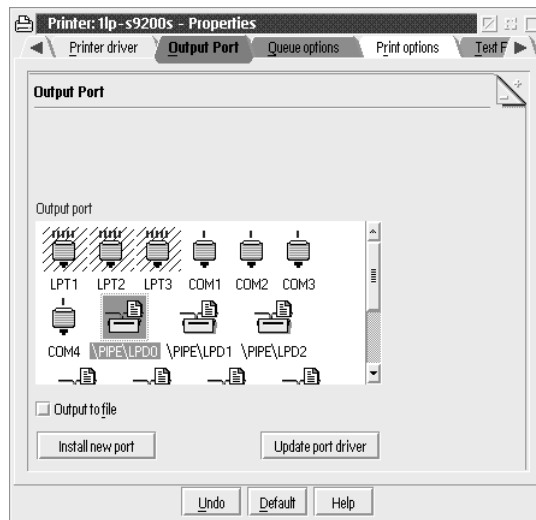 Printer: 1lp-s9200s - Properties
Printer driver
Output Port
Queue options
Print options
Text F
Output Port
Output port
LPT1 LPT2 LPT3 COM1 COM2 COM3
COM4 \PIPE\LPD0 \PIPE\LPD1 \PIPE\LPD2
Output to file
Install new port
Update port driver
Undo
Default
Help